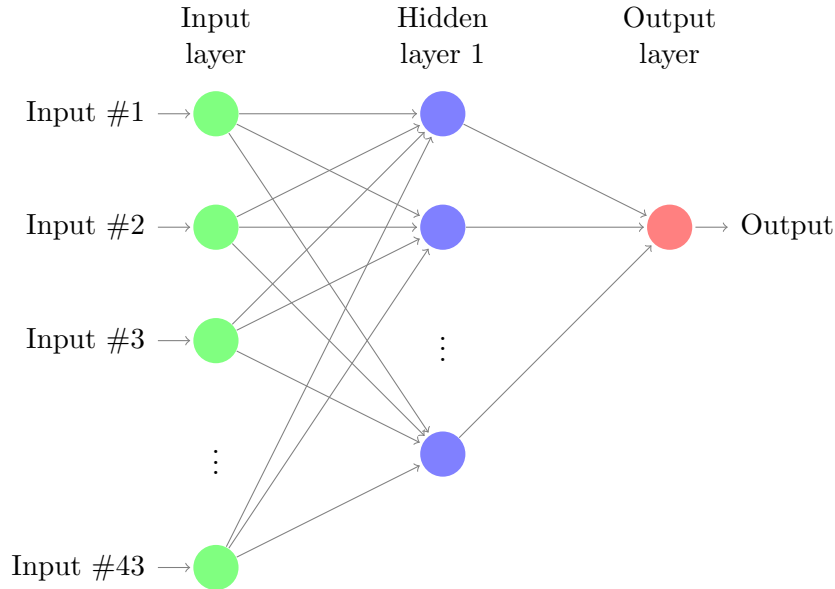 Input
layer
Hidden
layer 1
Output
layer
Input #1
Input #2
Output
Input #3
⋮
⋮
Input #43